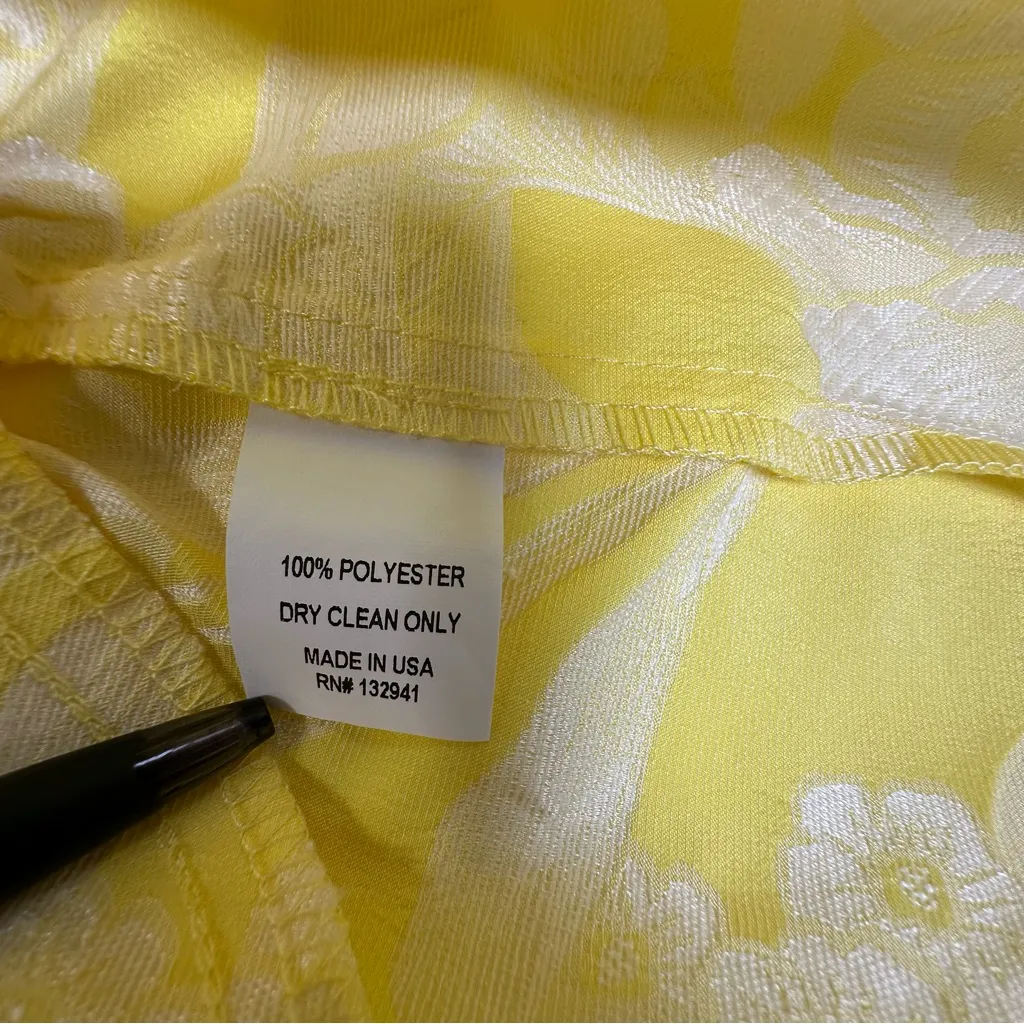 100% POLYESTER
DRY CLEAN ONLY
MADE IN USA
RN# 132941